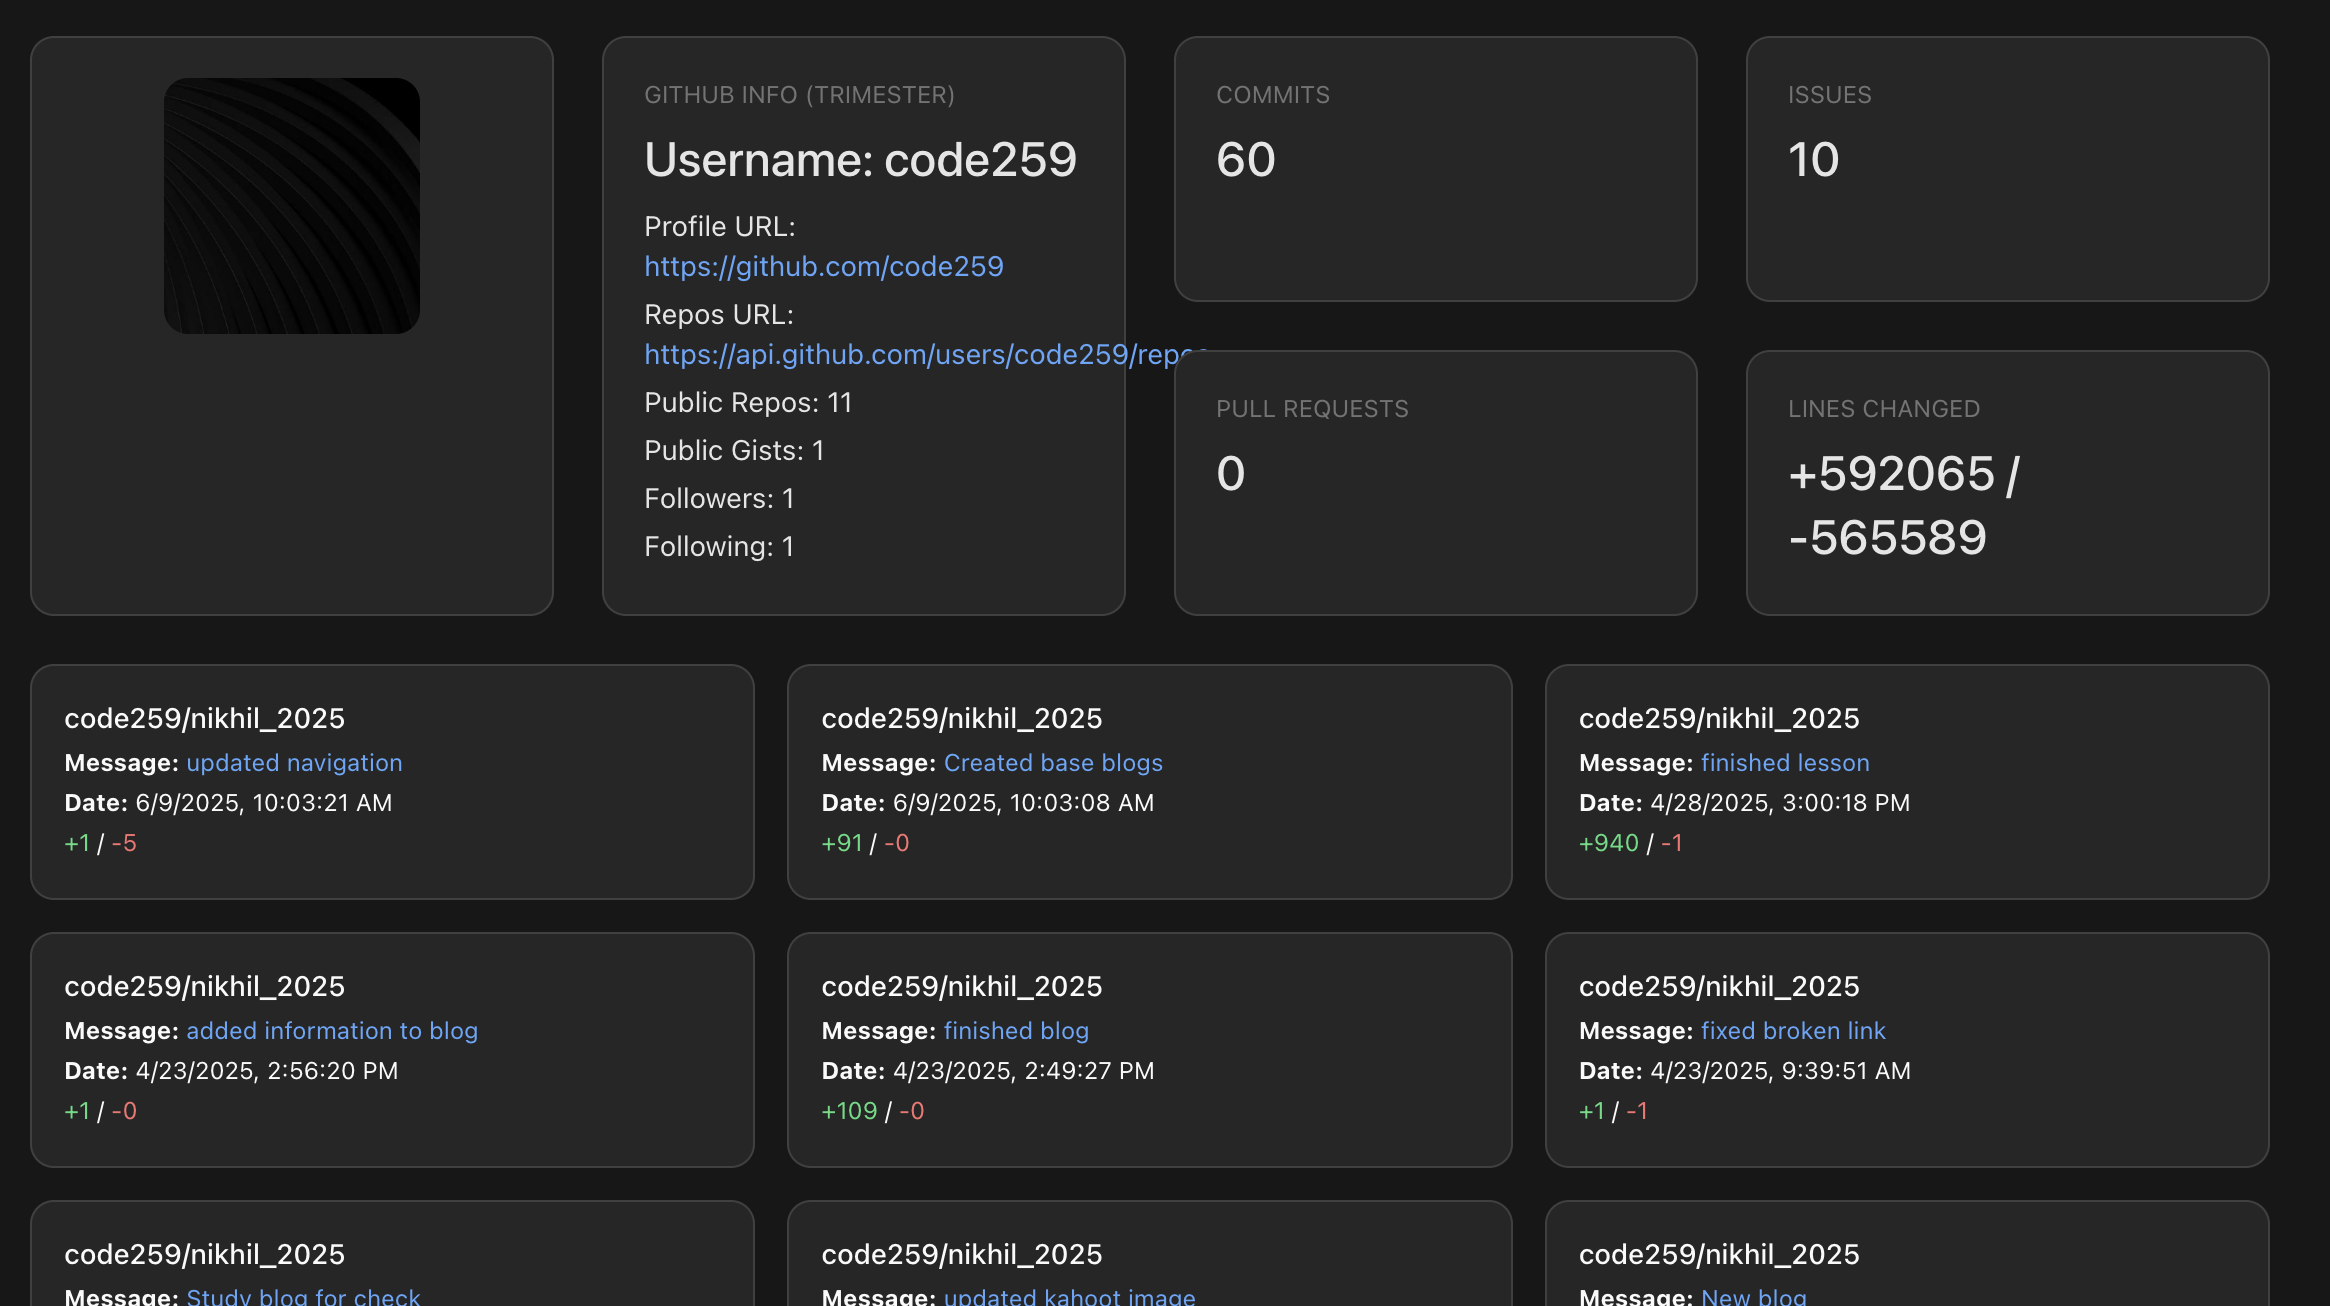 GITHUB INFO (TRIMESTER)
Username: code259
Profile URL:
https://github.com/code259
Repos URL:
https://api.github.com/users/code259/repos
Public Repos: 11
Public Gists: 1
Followers: 1
Following: 1
COMMITS
60
ISSUES
10
PULL REQUESTS
0
LINES CHANGED
+592065 /
-565589
code259/nikhil_2025
Message: updated navigation
Date: 6/9/2025, 10:03:21 AM
+1 / -5
code259/nikhil_2025
Message: Created base blogs
Date: 6/9/2025, 10:03:08 AM
+91 / -0
code259/nikhil_2025
Message: finished lesson
Date: 4/28/2025, 3:00:18 PM
+940 / -1
code259/nikhil_2025
Message: added information to blog
Date: 4/23/2025, 2:56:20 PM
+1 / -0
code259/nikhil_2025
Message: finished blog
Date: 4/23/2025, 2:49:27 PM
+109 / -0
code259/nikhil_2025
Message: fixed broken link
Date: 4/23/2025, 9:39:51 AM
+1 / -1
code259/nikhil_2025
Message: Study blog for check
code259/nikhil_2025
Message: updated kahoot image
code259/nikhil_2025
Message: New blog